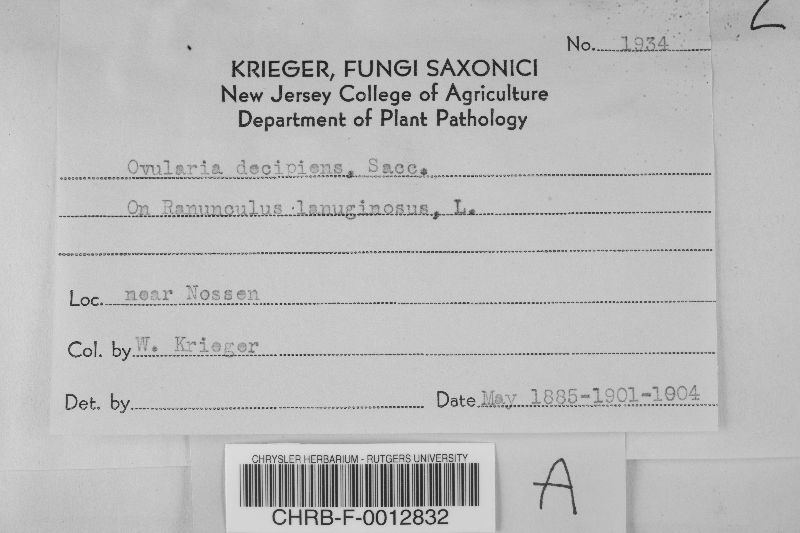 No. 1934
KRIEGER, FUNGI SAXONICI
New Jersey College of Agriculture
Department of Plant Pathology
Ovularia decipiens, Sacc.
On Ranunculus lanuginosus, L.
Loc. near Nossen
Col. by W. Krieger
Det. by
Date May 1885-1901-1904
CHRYSLER HERBARIUM - RUTGERS UNIVERSITY
CHRB-F-0012832
A